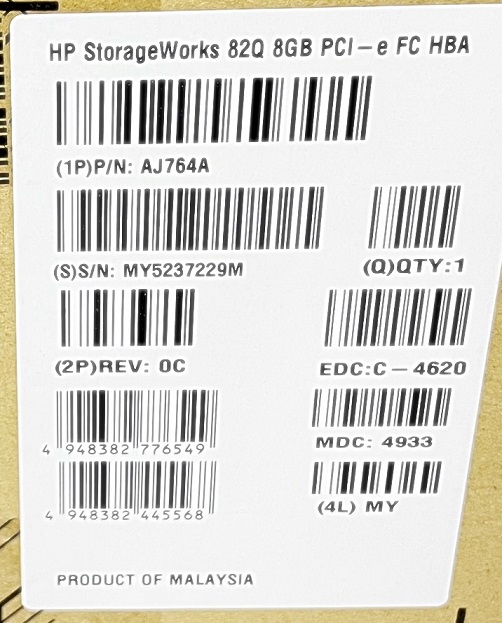 HP StorageWorks 82Q 8GB PCI-e FC HBA
(1P)P/N: AJ764A
(S)S/N: MY5237229M
(Q)QTY:1
(2P)REV: 0C
EDC:C-4620
4 948382 776549
MDC: 4933
4 948382 445568
(4L) MY
PRODUCT OF MALAYSIA